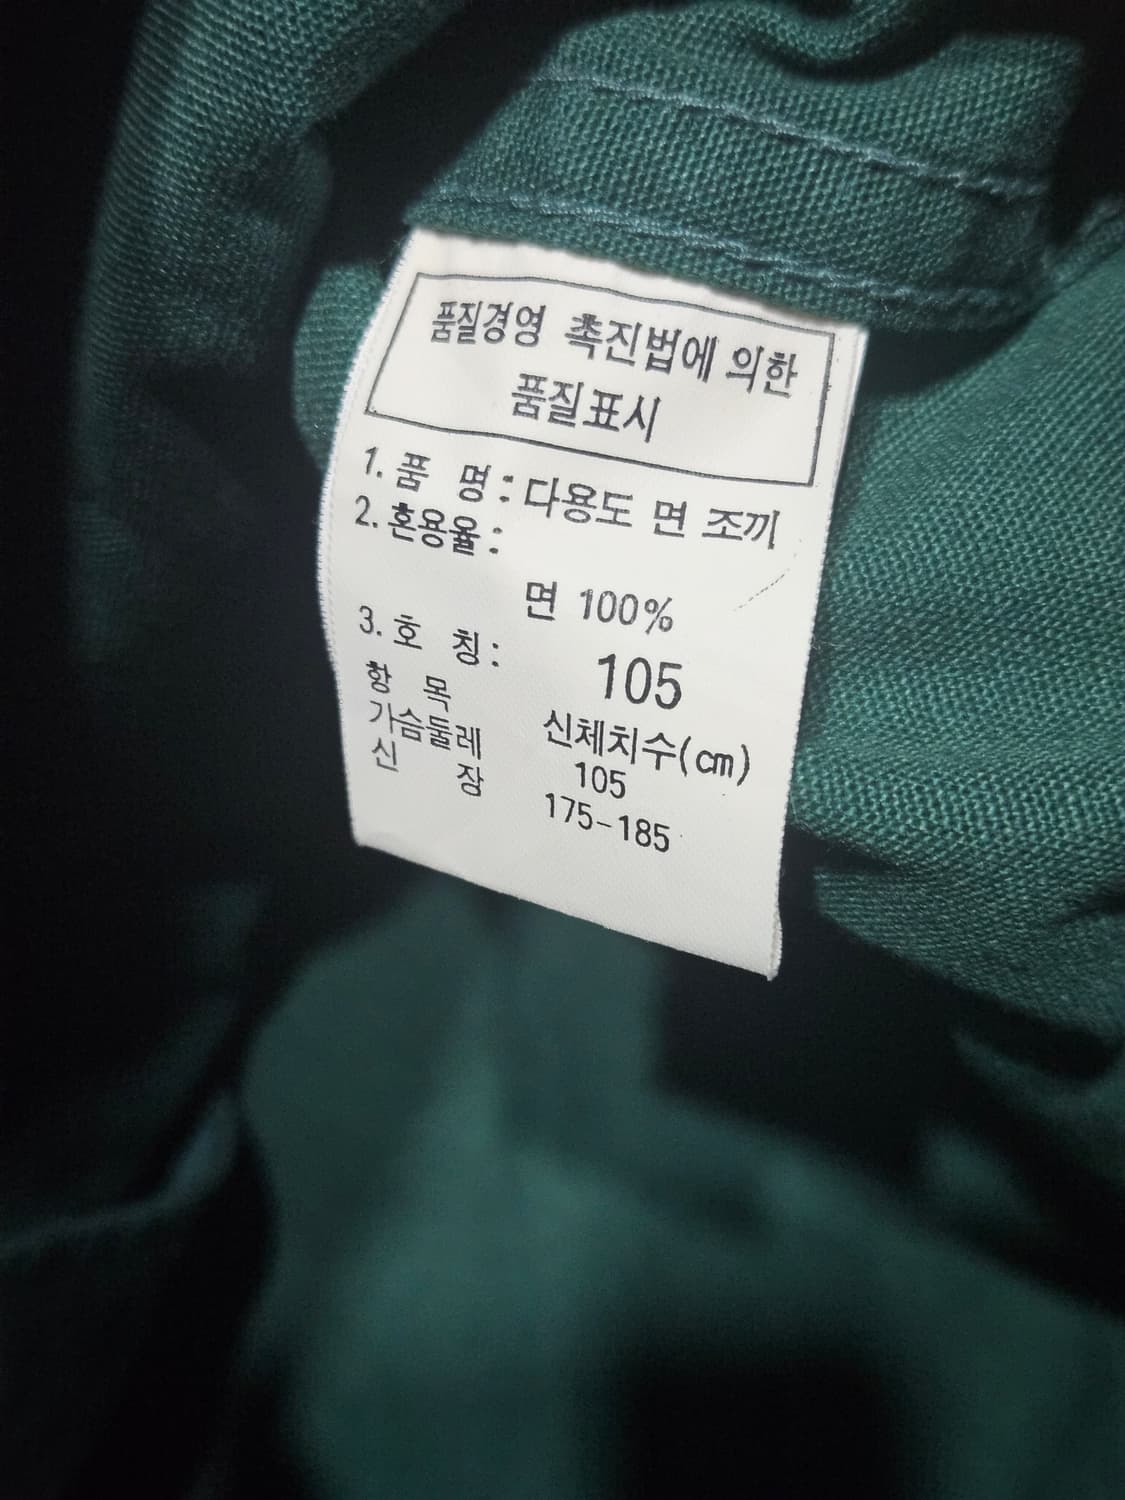 품질경영 촉진법에 의한
품질표시
1. 품 명 : 다용도 면 조끼
2. 혼용율 :
면 100%
3. 호 칭 : 105
항 목 신체치수(cm)
가슴둘레 105
신 장 175-185